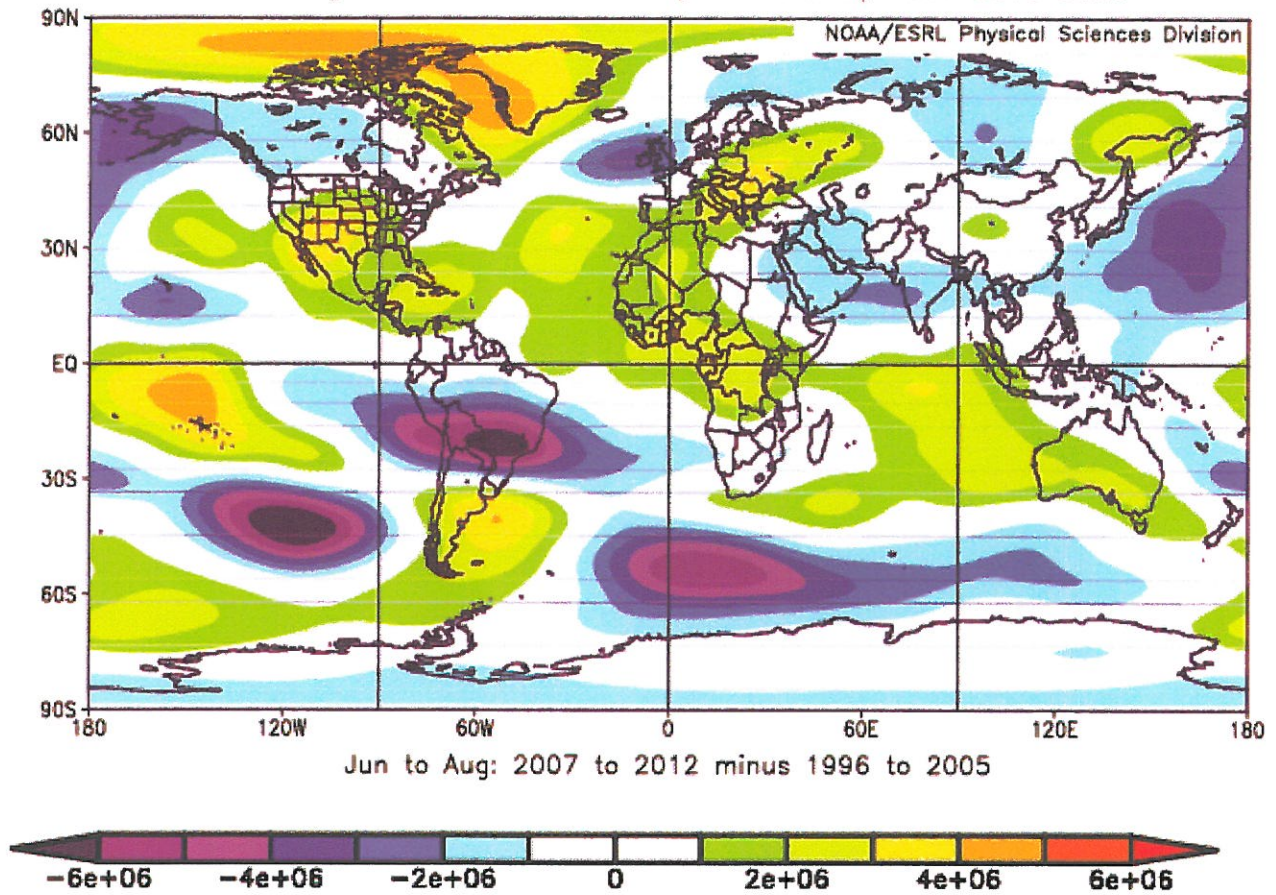 90N
NOAA/ESRL Physical Sciences Division
60N
30N
EQ
30S
60S
90S
180 120W 60W 0 60E 120E 180
Jun to Aug: 2007 to 2012 minus 1996 to 2005
-6e+06 -4e+06 -2e+06 0 2e+06 4e+06 6e+06